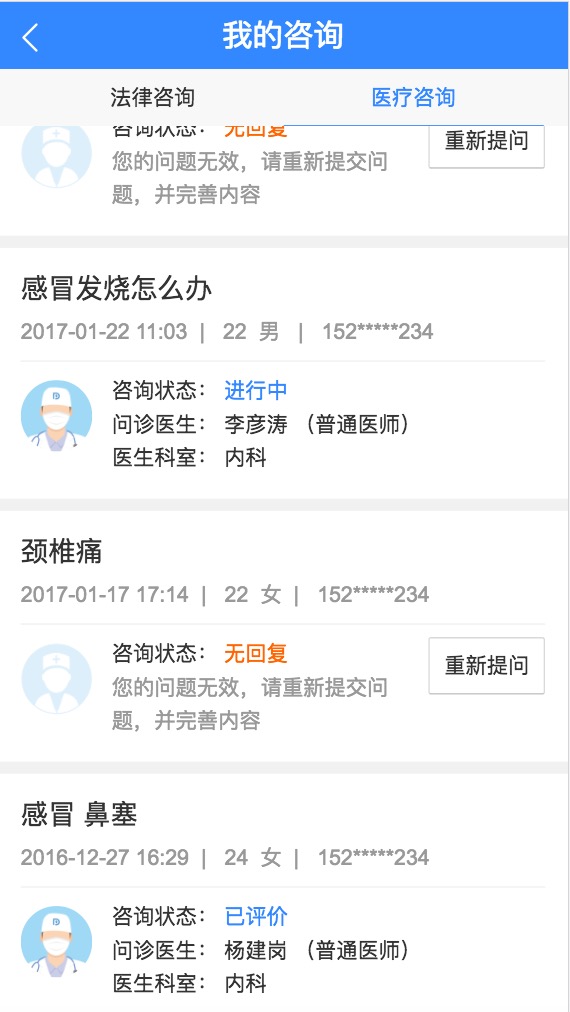 我的咨询
法律咨询 医疗咨询
咨询状态： 无回复 重新提问
您的问题无效，请重新提交问
题，并完善内容
感冒发烧怎么办
2017-01-22 11:03 | 22 男 | 152*****234
咨询状态： 进行中
问诊医生： 李彦涛 （普通医师）
医生科室： 内科
颈椎痛
2017-01-17 17:14 | 22 女 | 152*****234
咨询状态： 无回复 重新提问
您的问题无效，请重新提交问
题，并完善内容
感冒 鼻塞
2016-12-27 16:29 | 24 女 | 152*****234
咨询状态： 已评价
问诊医生： 杨建岗 （普通医师）
医生科室： 内科